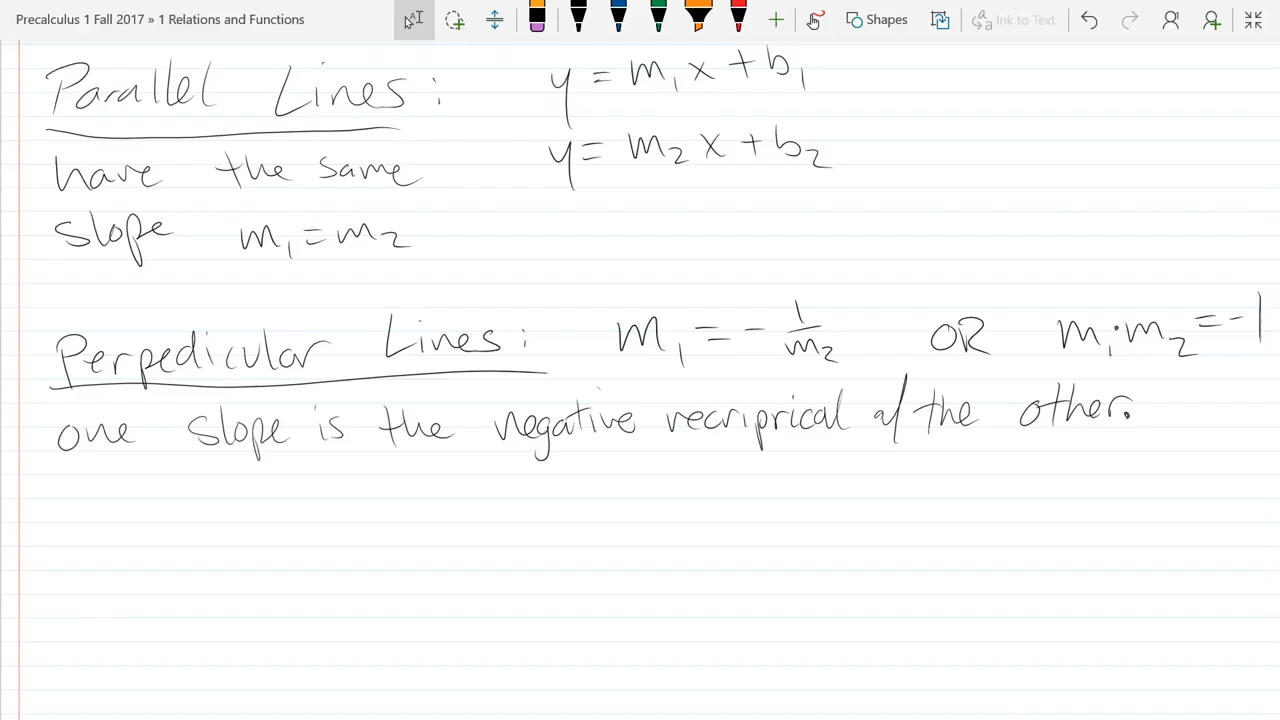 Precalculus 1 Fall 2017 » 1 Relations and Functions
Shapes
Ink to Text
Parallel Lines: y = m₁x + b₁
have the same y = m₂x + b₂
slope m₁ = m₂
Perpedicular Lines: m₁ = - 1/m₂ OR m₁·m₂ = -1
one slope is the negative recriprical of the other.